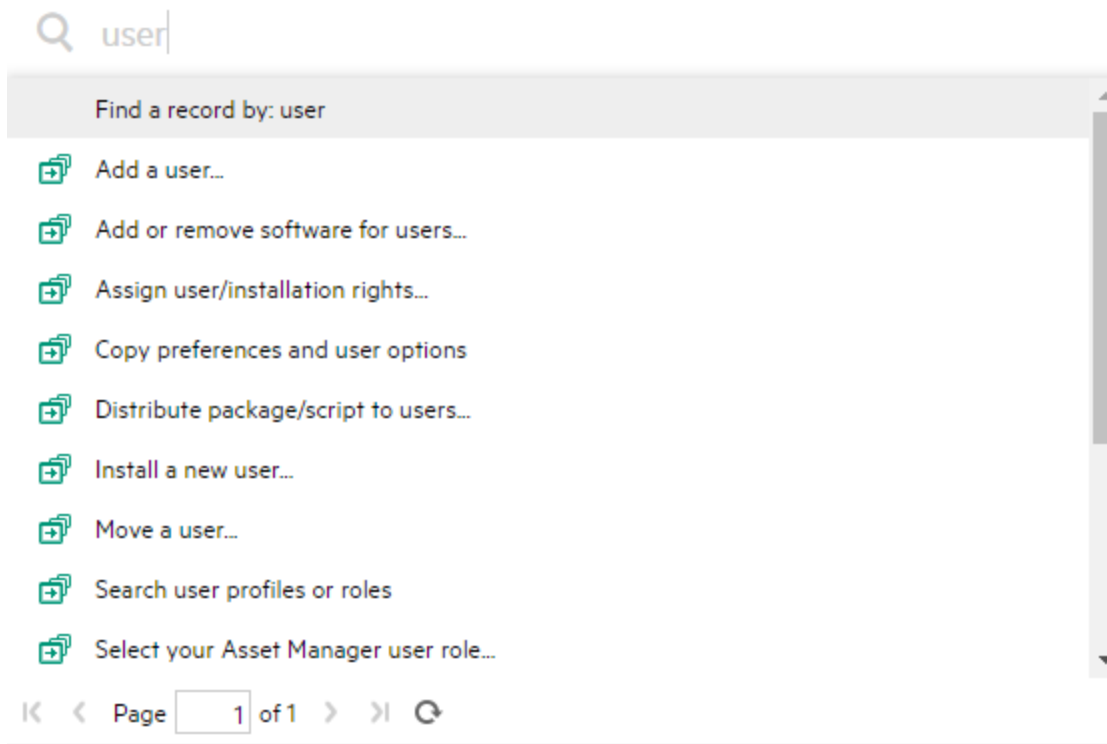 user
Find a record by: user
Add a user...
Add or remove software for users...
Assign user/installation rights...
Copy preferences and user options
Distribute package/script to users...
Install a new user...
Move a user...
Search user profiles or roles
Select your Asset Manager user role...
Page 1 of 1